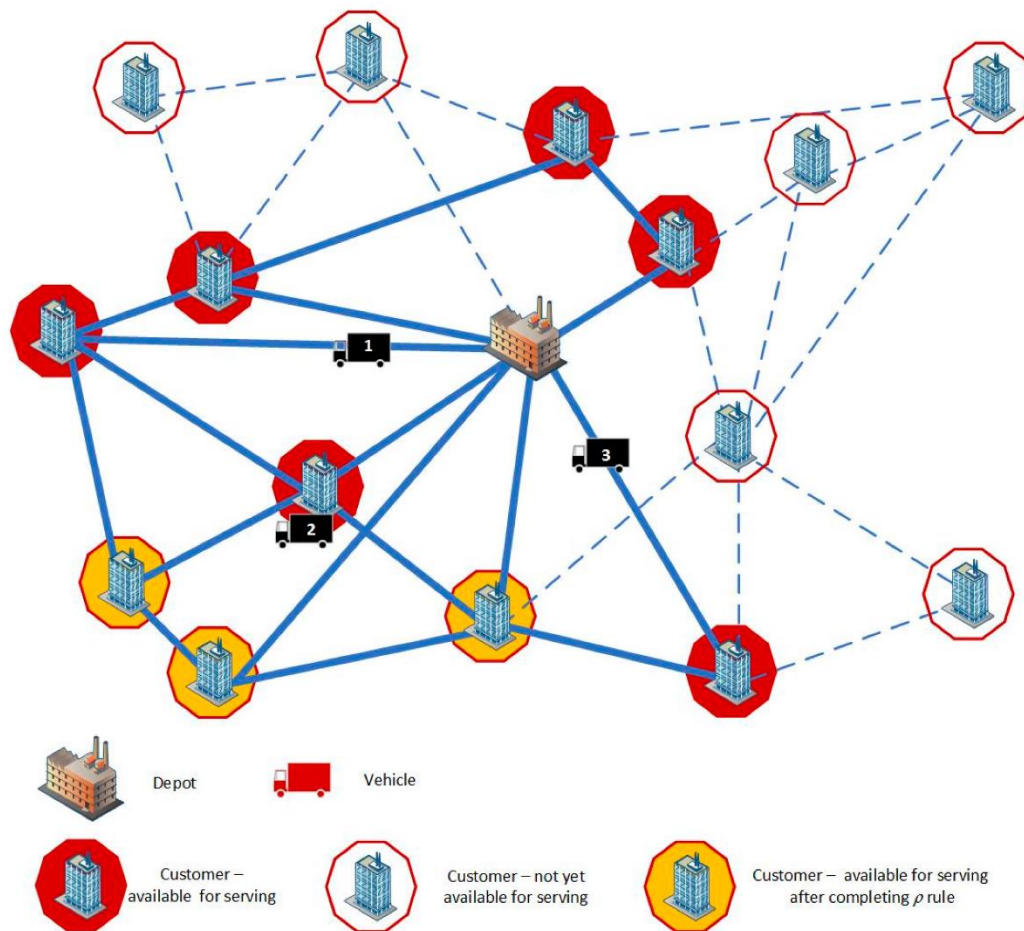 1
3
2
Depot
Vehicle
Customer –
available for serving
Customer – not yet
available for serving
Customer – available for serving
after completing ρ rule